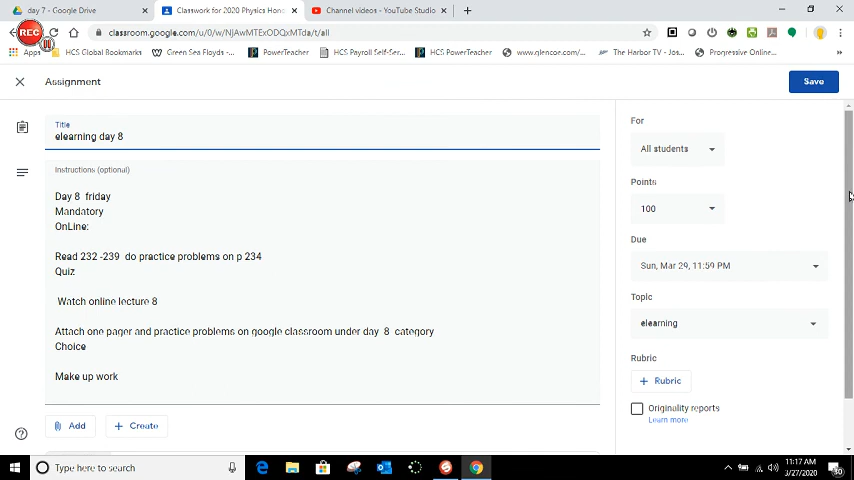 day 7 - Google Drive
Classwork for 2020 Physics Hono
Channel videos - YouTube Studio
REC
classroom.google.com/u/0/w/NjAwMTExODQxMTda/t/all
Apps
HCS Global Bookmarks
Green Sea Floyds -...
PowerTeacher
HCS Payroll Self-Ser...
HCS PowerTeacher
www.glencor.com
The Harbor TV - Jos...
Progressive Online...
Assignment
Save
Title
elearning day 8
Instructions (optional)
Day 8 friday
Mandatory
OnLine:
Read 232 -239 do practice problems on p 234
Quiz
Watch online lecture 8
Attach one pager and practice problems on google classroom under day 8 category
Choice
Make up work
Add
Create
For
All students
Points
100
Due
Sun, Mar 29, 11:59 PM
Topic
elearning
Rubric
+ Rubric
Originality reports
Learn more
Type here to search
11:17 AM
3/27/2020
30